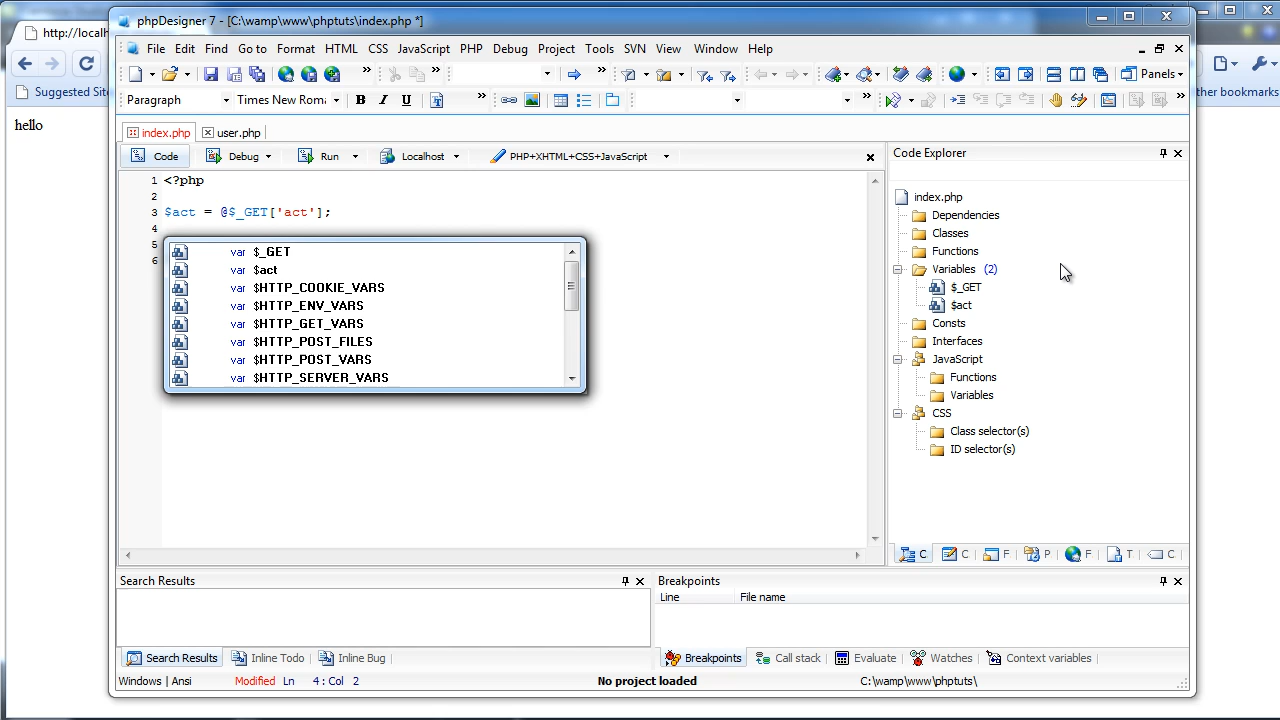 phpDesigner 7 - [C:\wamp\www\phptuts\index.php *]
http://localh
File Edit Find Go to Format HTML CSS JavaScript PHP Debug Project Tools SVN View Window Help
Panels
Suggested Site
ther bookmarks
Paragraph Times New Rom: B I U
hello
index.php user.php
Code Debug Run Localhost PHP+XHTML+CSS+JavaScript
Code Explorer
1 <?php
2
3 $act = @$_GET['act'];
4
5
6
var $_GET
var $act
var $HTTP_COOKIE_VARS
var $HTTP_ENV_VARS
var $HTTP_GET_VARS
var $HTTP_POST_FILES
var $HTTP_POST_VARS
var $HTTP_SERVER_VARS
index.php
Dependencies
Classes
Functions
Variables (2)
$_GET
$act
Consts
Interfaces
JavaScript
Functions
Variables
CSS
Class selector(s)
ID selector(s)
C C F P F T C
Search Results
Breakpoints
Line File name
Search Results Inline Todo Inline Bug
Breakpoints Call stack Evaluate Watches Context variables
Windows | Ansi Modified Ln 4 : Col 2 No project loaded C:\wamp\www\phptuts\